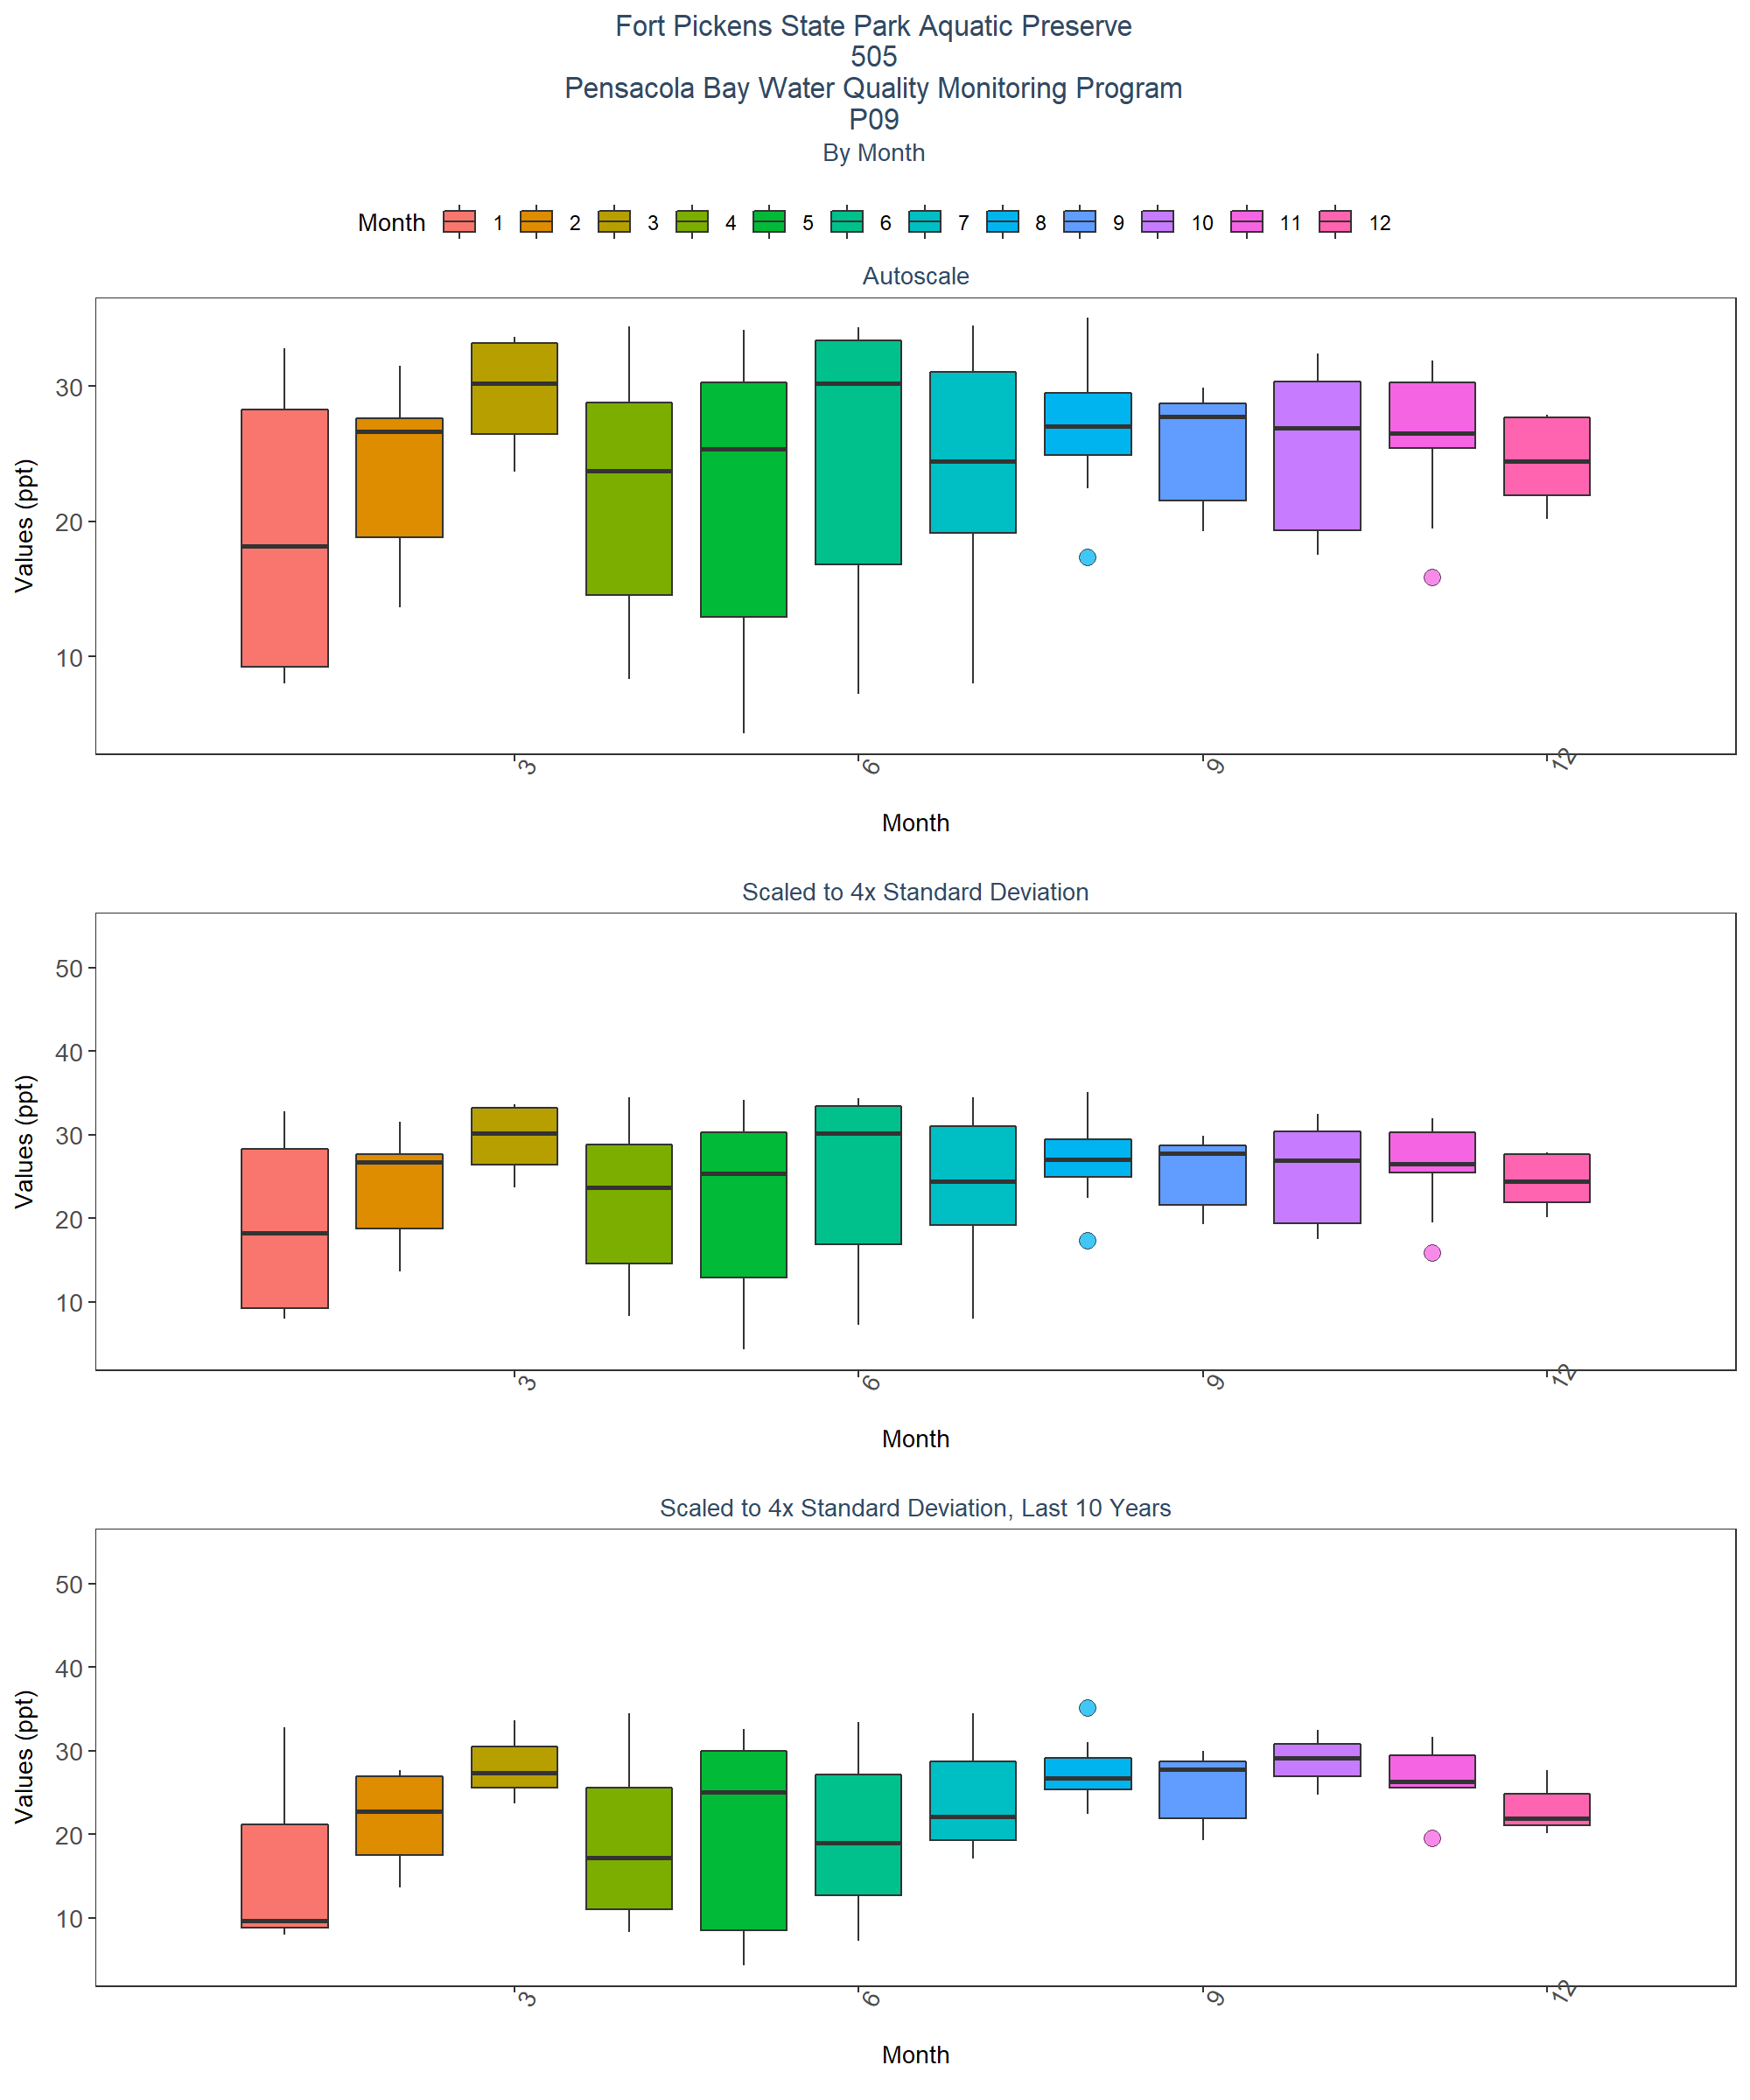 Fort Pickens State Park Aquatic Preserve
505
Pensacola Bay Water Quality Monitoring Program
P09
By Month
Month 1 2 3 4 5 6 7 8 9 10 11 12
Autoscale
Values (ppt)
30
20
10
3 6 9 12
Month
Scaled to 4x Standard Deviation
Values (ppt)
50
40
30
20
10
3 6 9 12
Month
Scaled to 4x Standard Deviation, Last 10 Years
Values (ppt)
50
40
30
20
10
3 6 9 12
Month